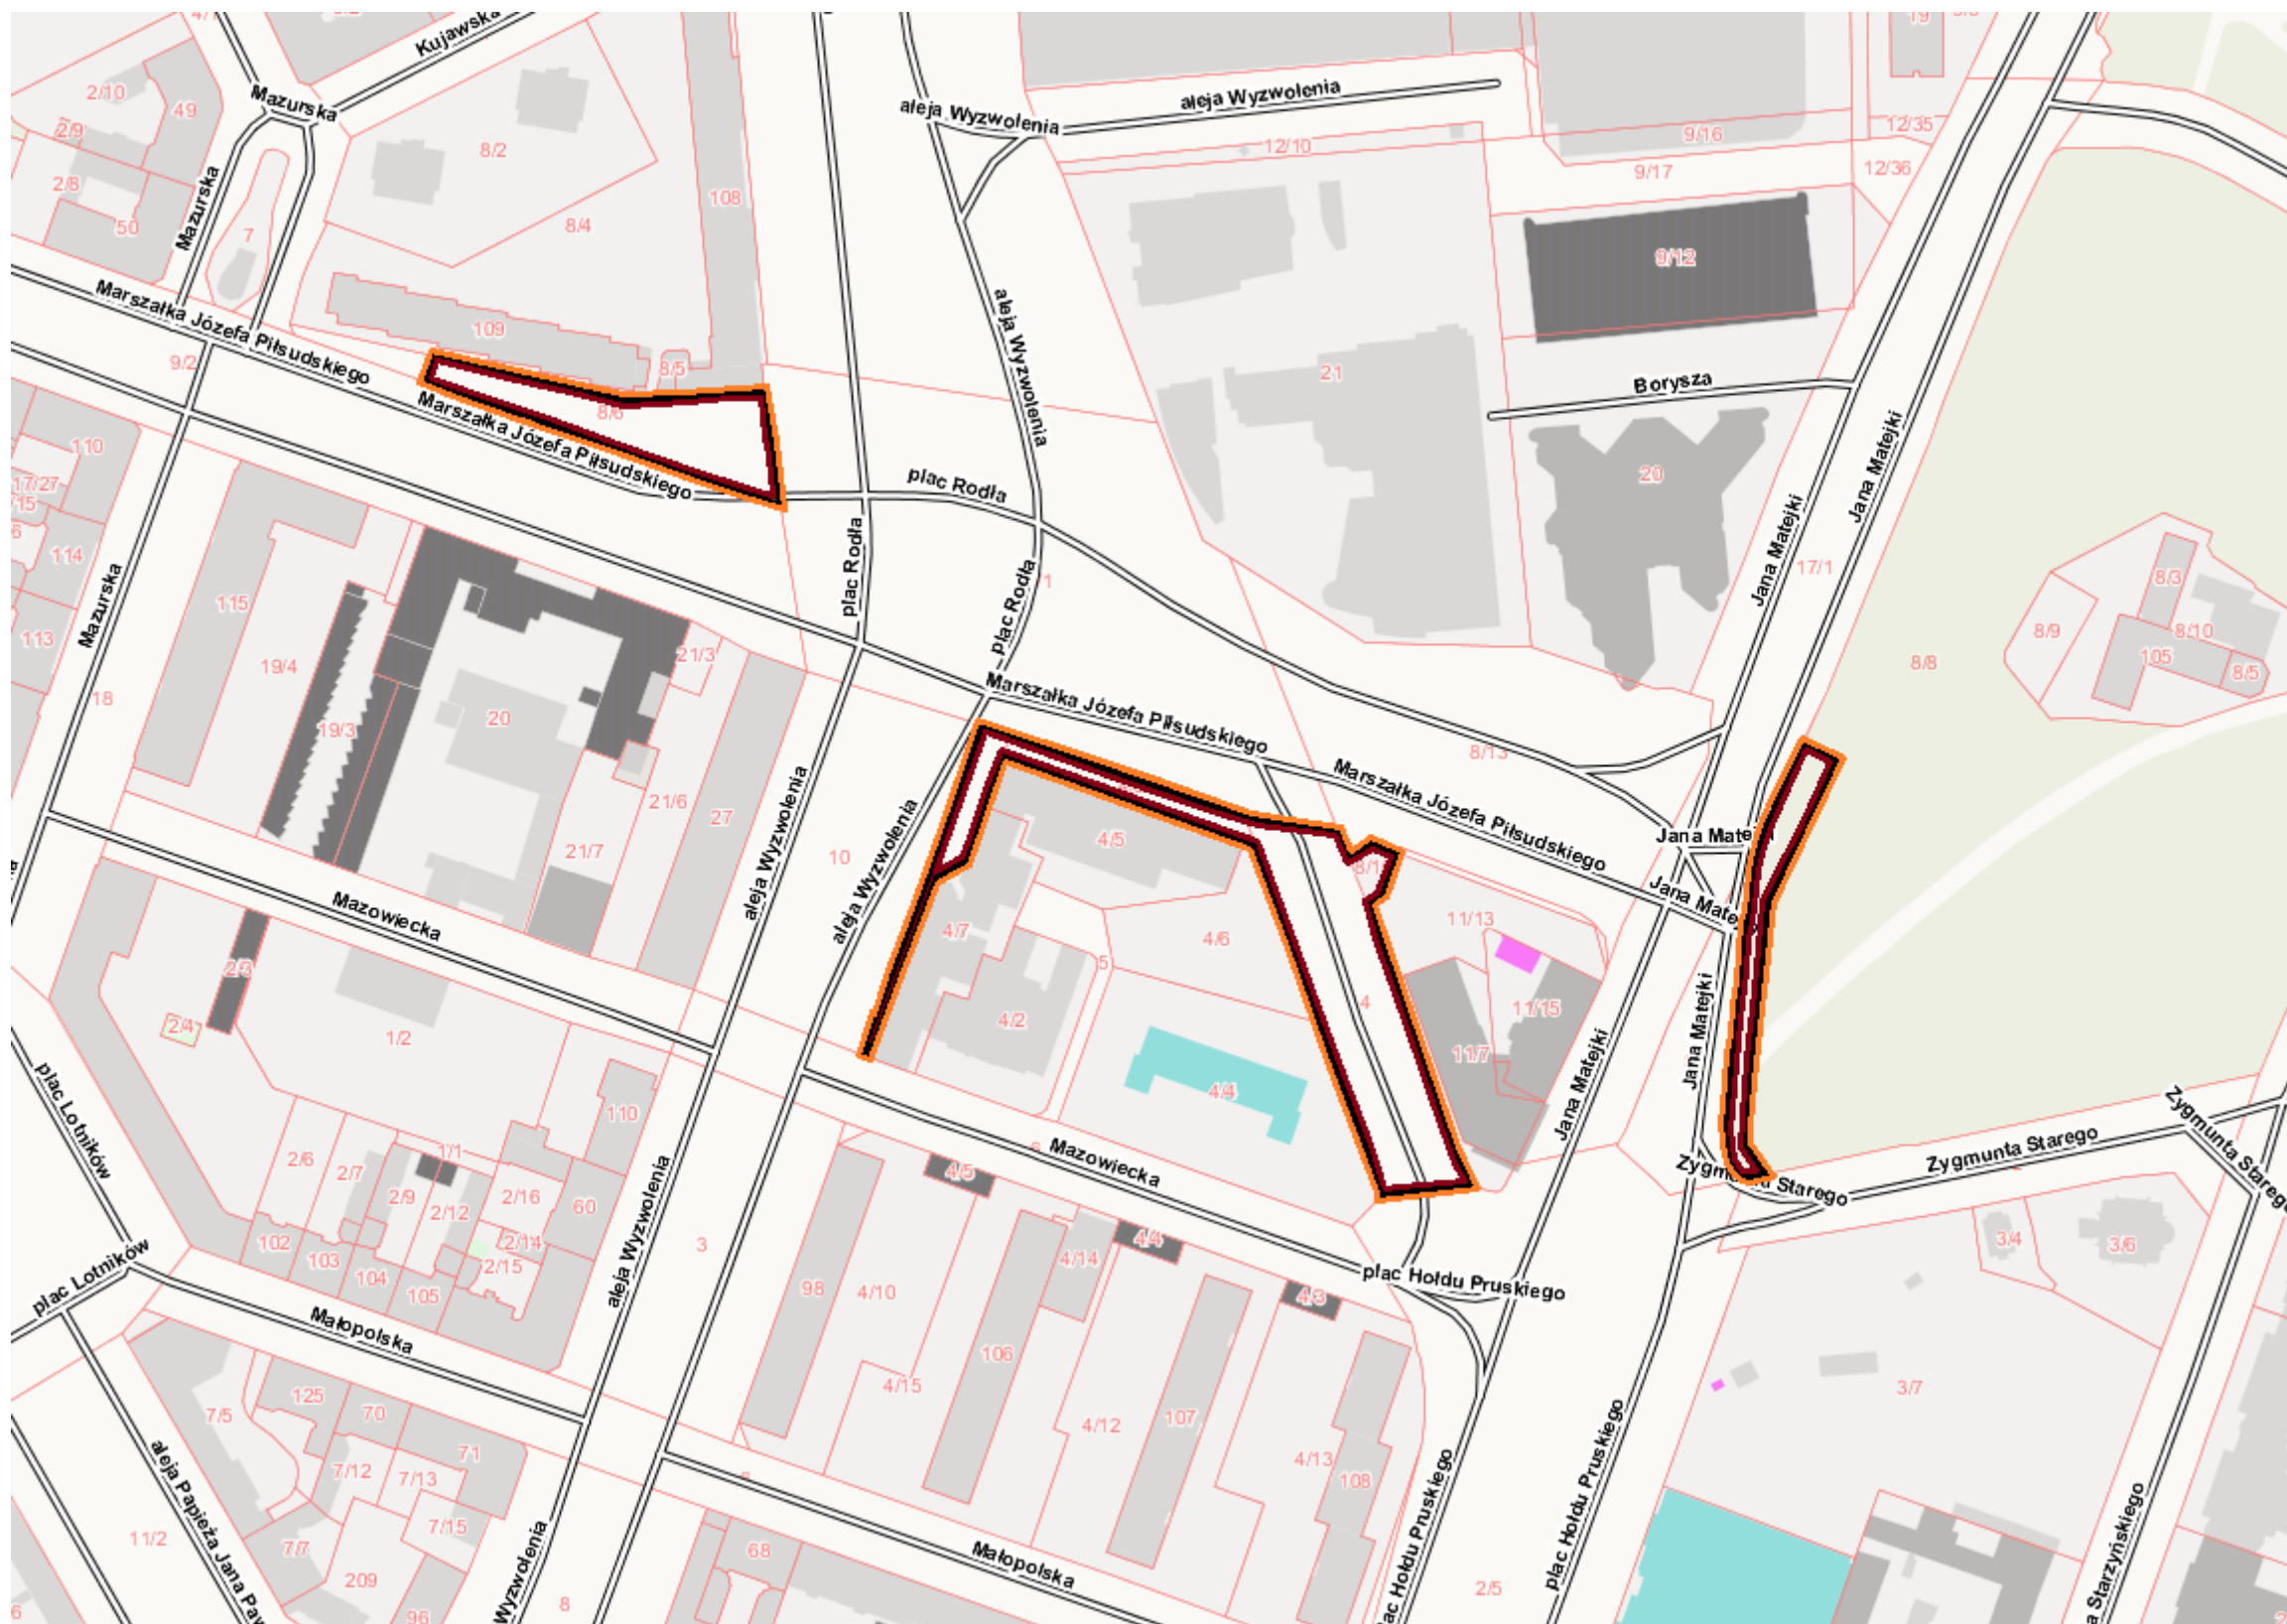 Kujawska
19
2/10
49
Mazurska
aleja Wyzwolenia
aleja Wyzwolenia
2/9
8/2
12/10
9/16
12/35
2/8
108
9/17
12/36
Mazurska
50
7
8/4
9/12
Marszałka Józefa Piłsudskiego
109
aleja Wyzwolenia
9/2
8/5
21
Borysza
8/6
Marszałka Józefa Piłsudskiego
110
17/27
plac Rodła
20
Jana Matejki
Jana Matejki
114
plac Rodła
plac Rodła
1
17/1
8/3
115
Mazurska
113
8/9
8/10
19/4
21/3
8/8
105
8/5
18
Marszałka Józefa Piłsudskiego
20
19/3
8/13
Marszałka Józefa Piłsudskiego
21/6
27
aleja Wyzwolenia
4/5
Jana Mate
21/7
10
aleja Wyzwolenia
Jana Mate
Mazowiecka
4/7
4/6
11/13
2/3
5
4
11/15
Jana Matejki
2/4
1/2
4/2
11/7
Jana Matejki
4/4
plac Lotników
110
Zygmunta Starego
1/1
Mazowiecka
Zygmunta Starego
2/6
2/7
4/5
Zygmunta Starego
2/9
2/16
2/12
60
aleja Wyzwolenia
3
102
103
2/14
4/14
4/4
3/4
3/6
104
2/15
plac Lotników
105
98
4/10
plac Hołdu Pruskiego
4/3
Małopolska
106
125
70
4/15
3/7
7/5
107
4/12
71
4/13
7/12
7/13
108
aleja Papieża Jana Paw
plac Hołdu Pruskiego
ac Hołdu Pruskiego
7/15
11/2
7/7
68
Małopolska
a Starzyńskiego
209
Wyzwolenia
8
2/5
96